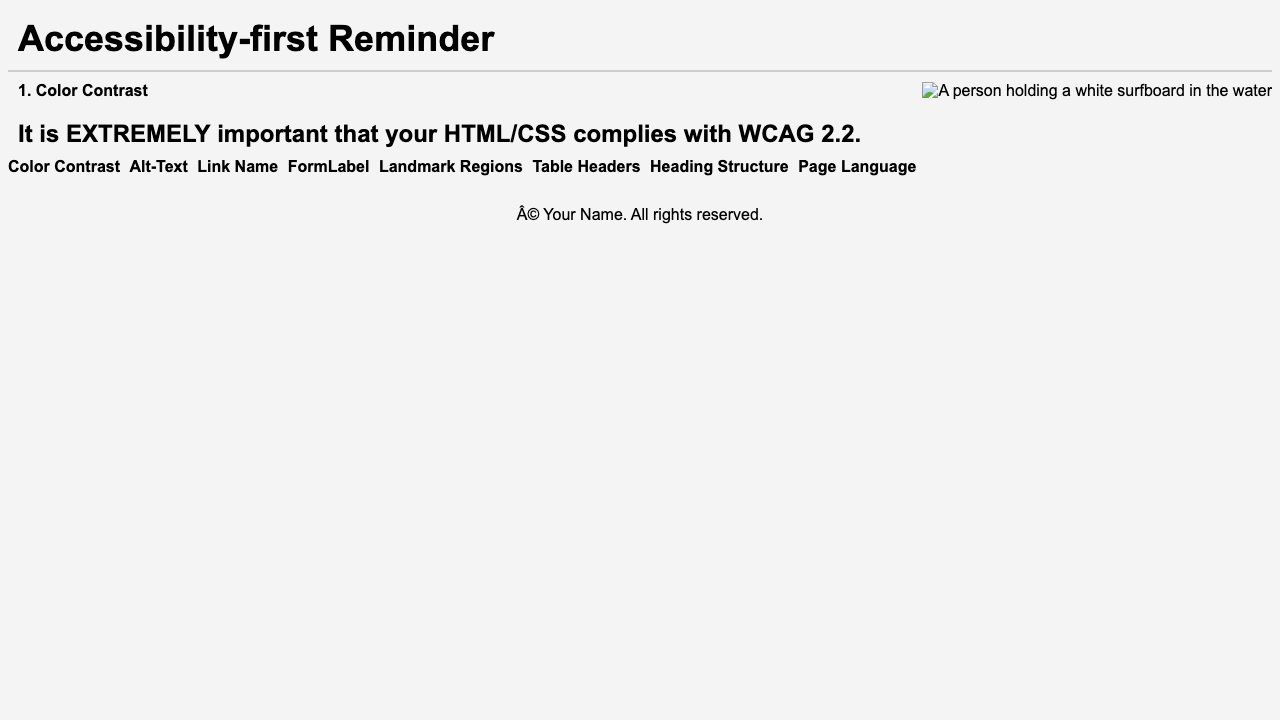 Accessibility-first Reminder
1. Color Contrast
A person holding a white surfboard in the water
It is EXTREMELY important that your HTML/CSS complies with WCAG 2.2.
Color Contrast Alt-Text Link Name FormLabel Landmark Regions Table Headers Heading Structure Page Language
Â© Your Name. All rights reserved.